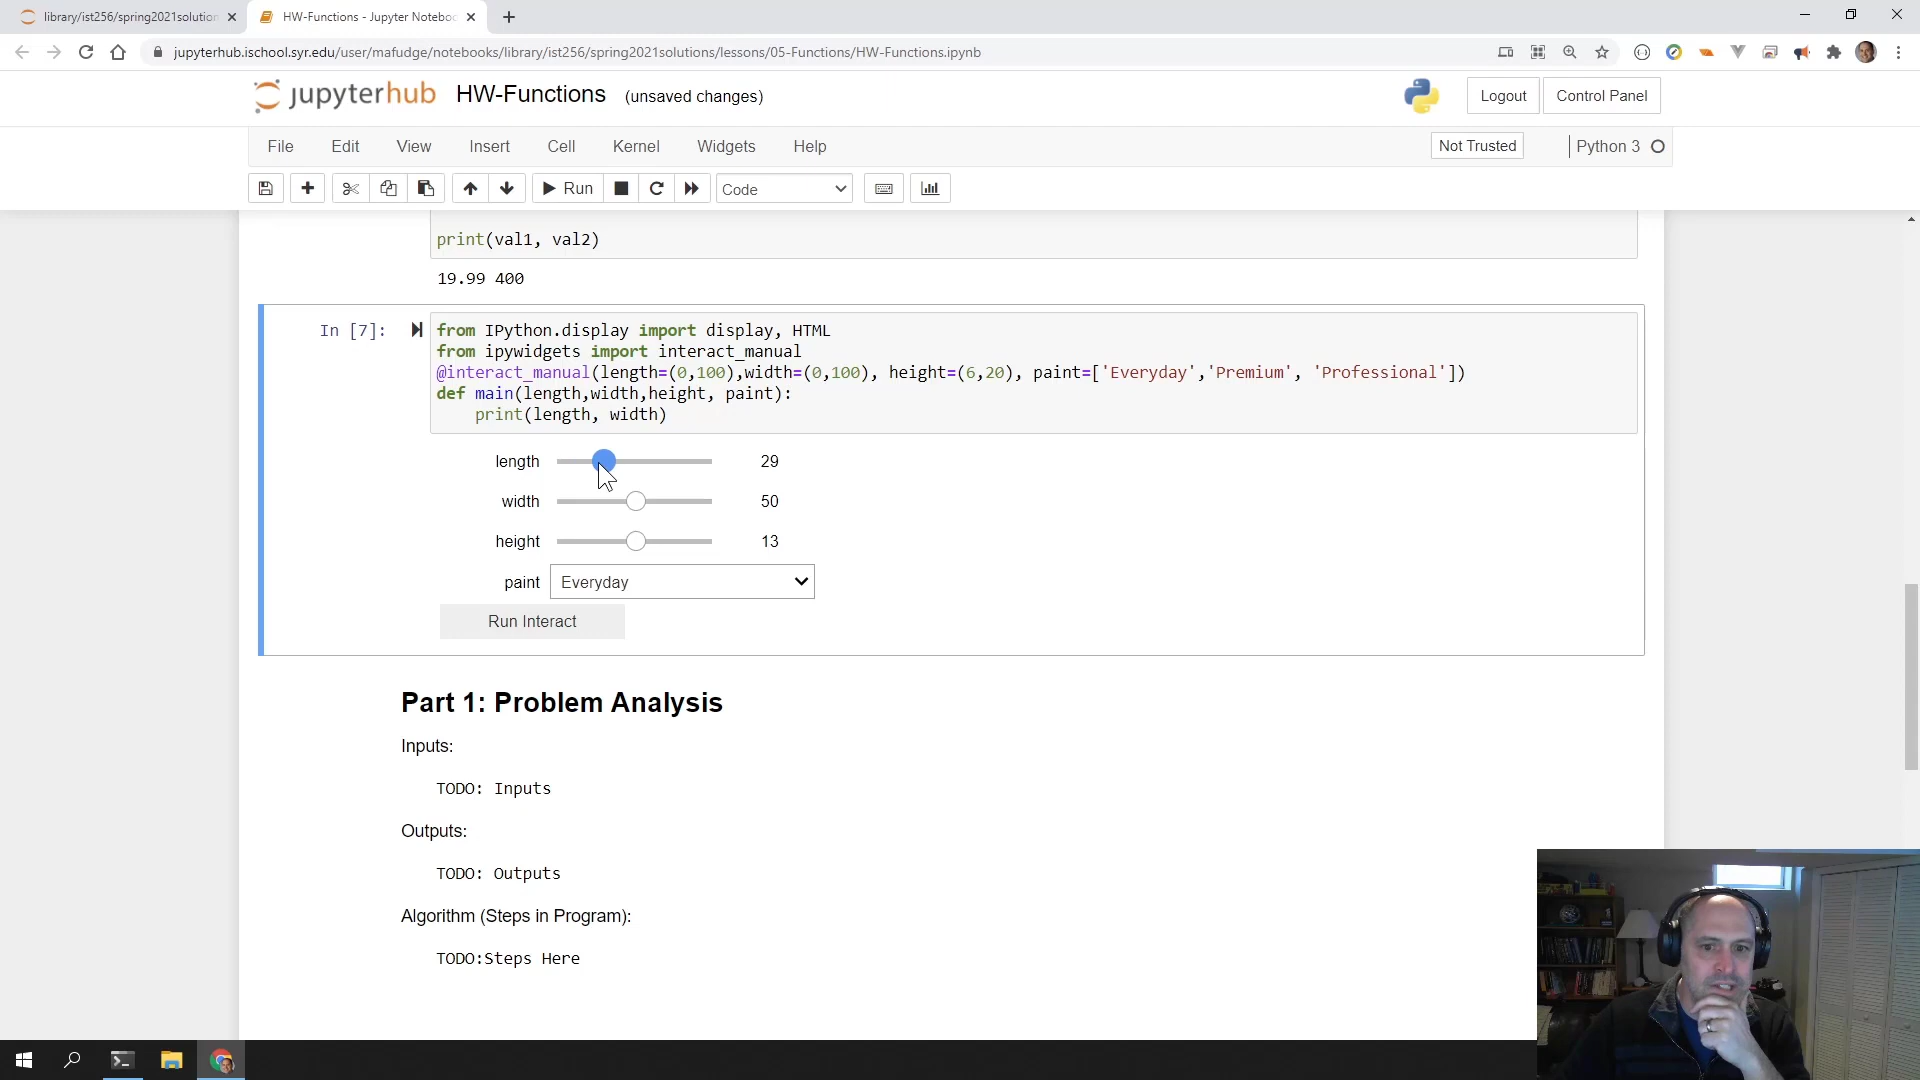 library/ist256/spring2021solution
HW-Functions - Jupyter Noteboo
jupyterhub.ischool.syr.edu/user/mafudge/notebooks/library/ist256/spring2021solutions/lessons/05-Functions/HW-Functions.ipynb
jupyterhub HW-Functions (unsaved changes)
Logout
Control Panel
File Edit View Insert Cell Kernel Widgets Help
Not Trusted
Python 3
Run
Code
print(val1, val2)
19.99 400
In [7]:
from IPython.display import display, HTML
from ipywidgets import interact_manual
@interact_manual(length=(0,100),width=(0,100), height=(6,20), paint=['Everyday','Premium', 'Professional'])
def main(length,width,height, paint):
    print(length, width)
length 29
width 50
height 13
paint Everyday
Run Interact
Part 1: Problem Analysis
Inputs:
TODO: Inputs
Outputs:
TODO: Outputs
Algorithm (Steps in Program):
TODO:Steps Here